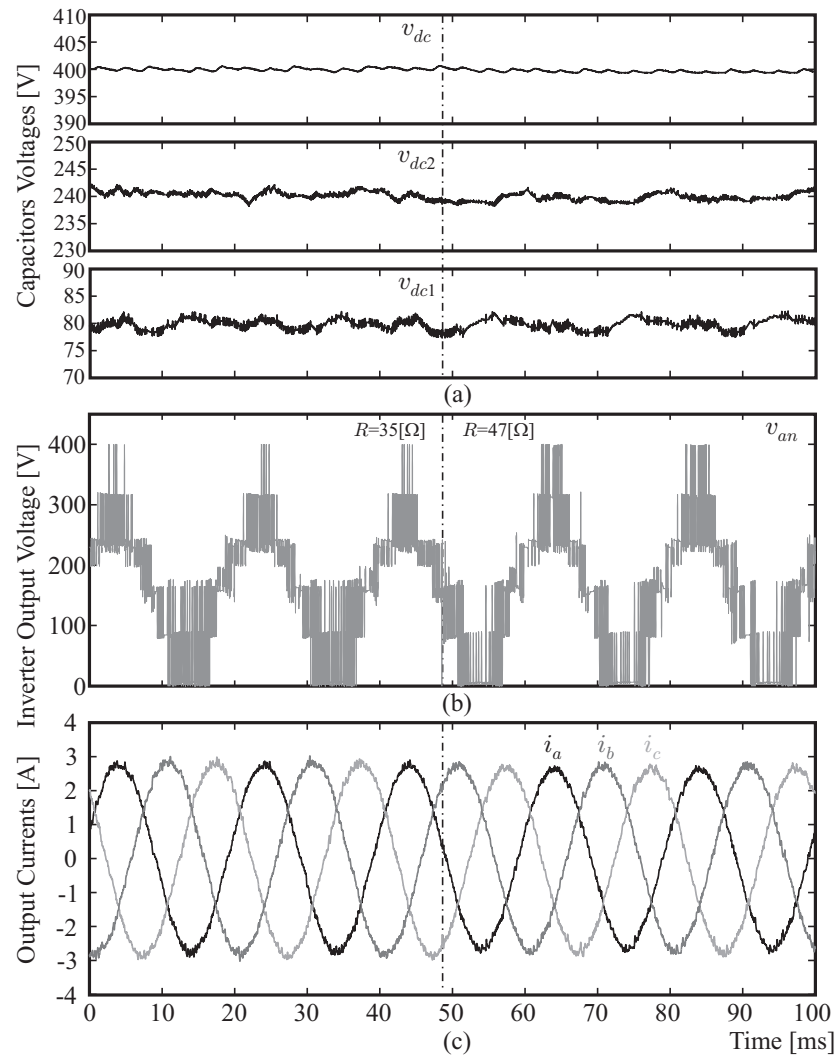 Capacitors Voltages [V]
410
405
400
395
390
v_dc
250
245
240
235
230
v_dc2
90
85
80
75
70
v_dc1
(a)
Inverter Output Voltage [V]
400
300
200
100
0
R=35[Ω]
R=47[Ω]
v_an
(b)
Output Currents [A]
4
3
2
1
0
-1
-2
-3
-4
i_a
i_b
i_c
0 10 20 30 40 50 60 70 80 90 100
(c)
Time [ms]